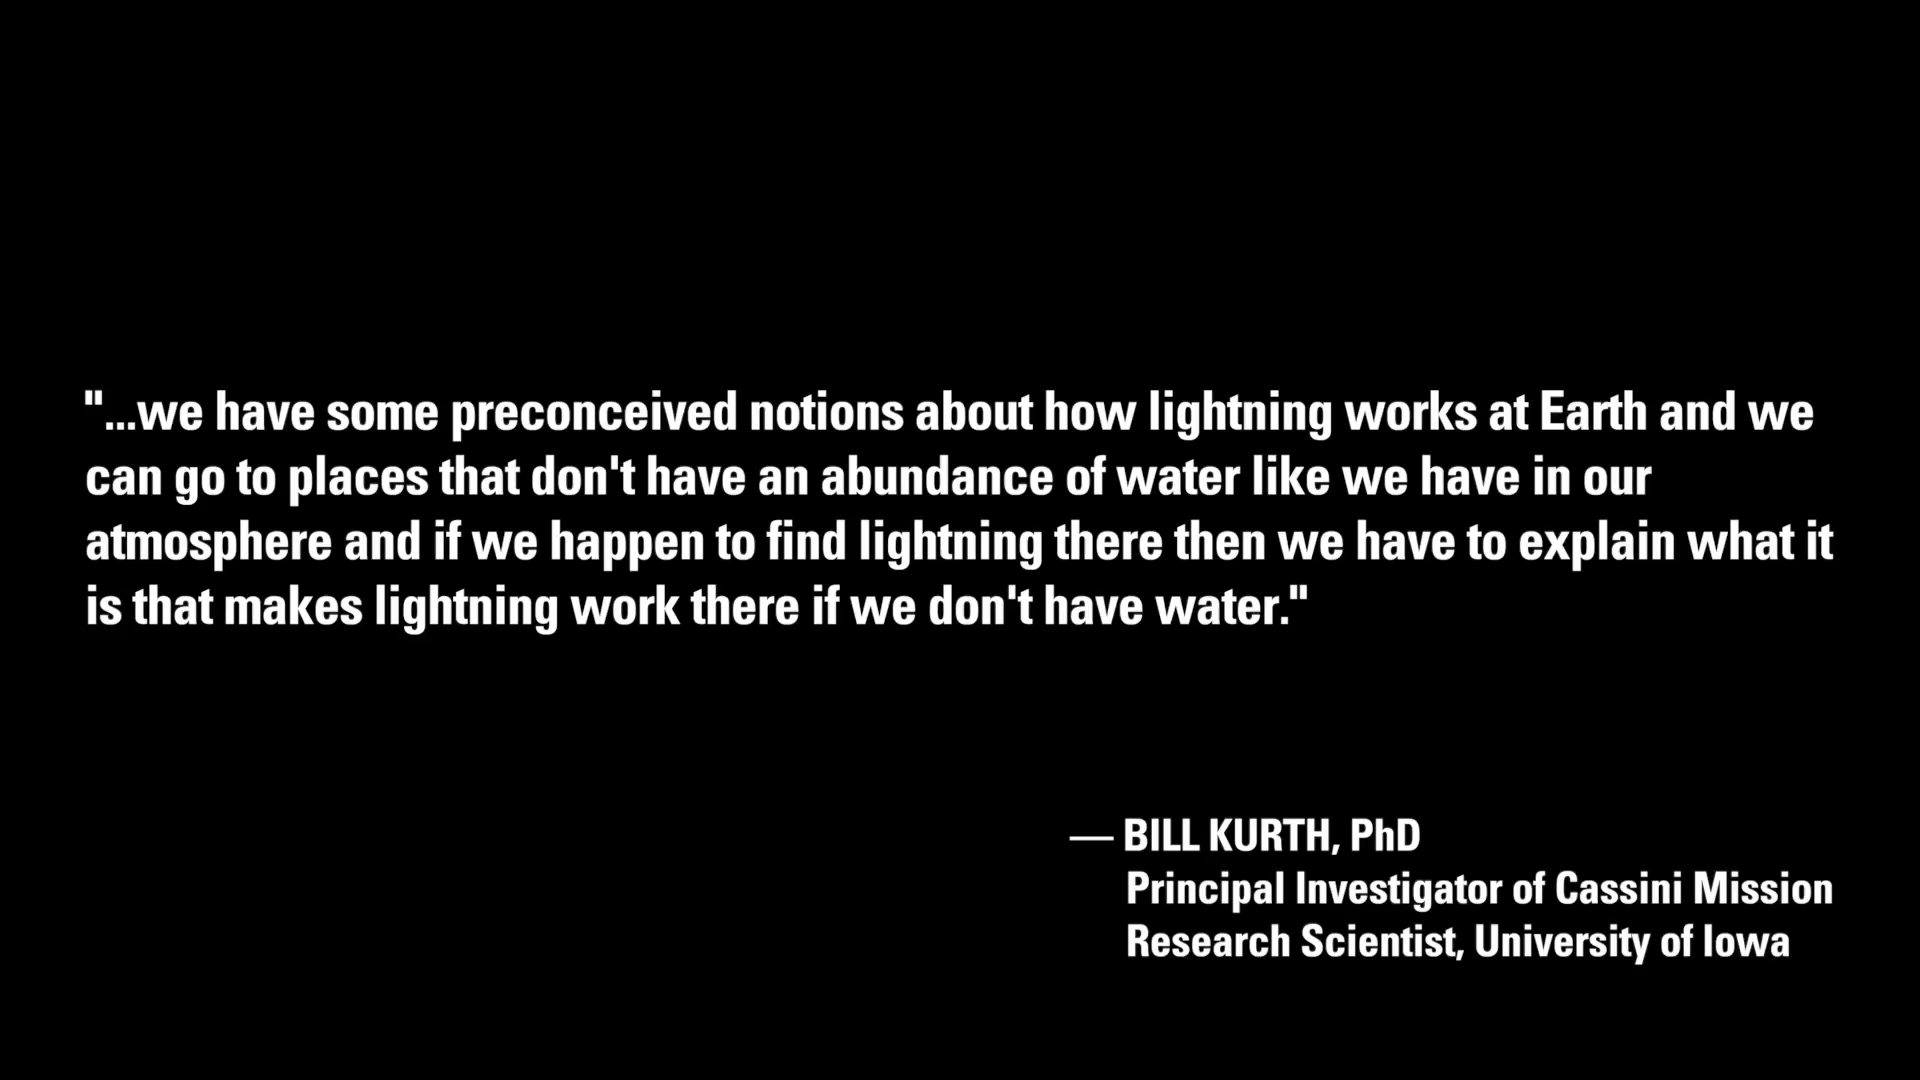 "...we have some preconceived notions about how lightning works at Earth and we
can go to places that don't have an abundance of water like we have in our
atmosphere and if we happen to find lightning there then we have to explain what it
is that makes lightning work there if we don't have water."
— BILL KURTH, PhD
Principal Investigator of Cassini Mission
Research Scientist, University of Iowa